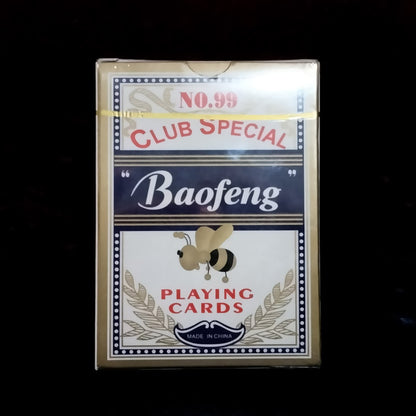 NO.99
CLUB SPECIAL
"Baofeng"
PLAYING
CARDS
MADE IN CHINA